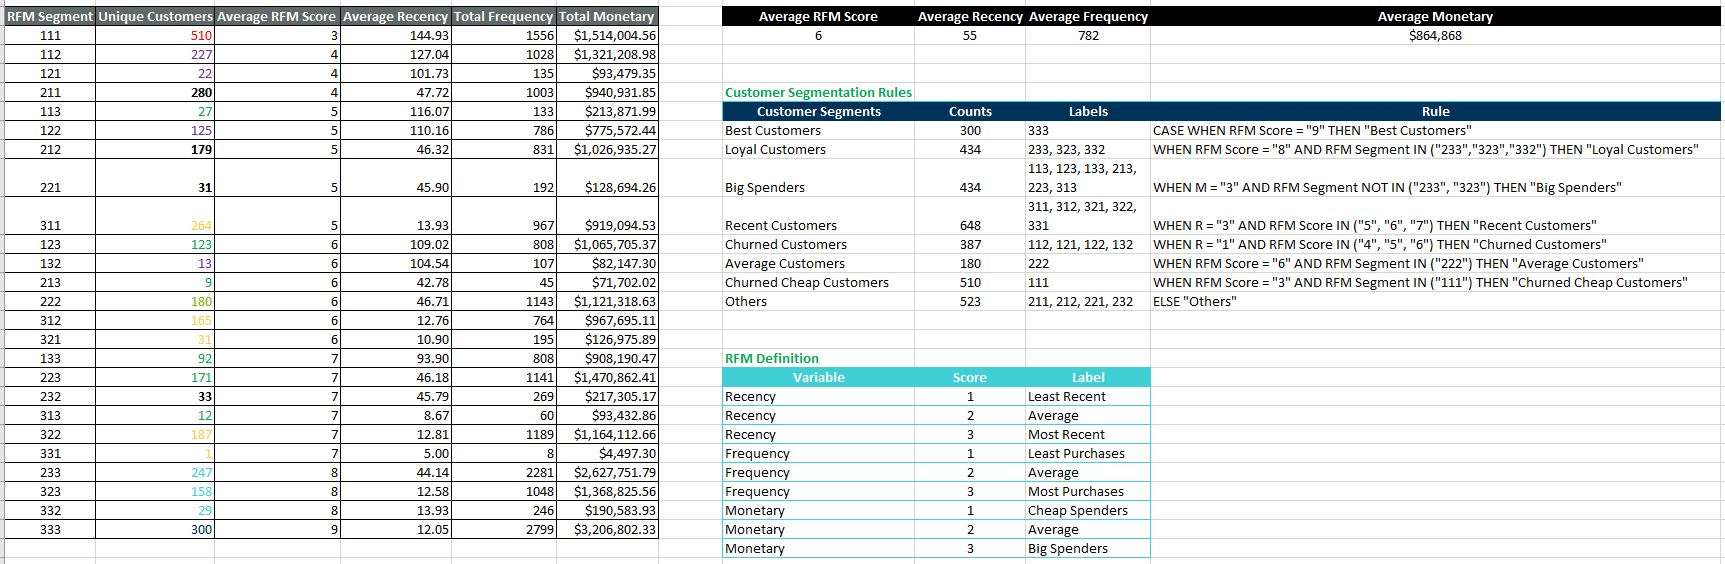 RFM Segment Unique Customers Average RFM Score Average Recency Total Frequency Total Monetary
111 510 3 144.93 1556 $1,514,004.56
112 227 4 127.04 1028 $1,321,208.98
121 22 4 101.73 135 $93,479.35
211 280 4 47.72 1003 $940,931.85
113 27 5 116.07 133 $213,871.99
122 125 5 110.16 786 $775,572.44
212 179 5 46.32 831 $1,026,935.27
221 31 5 45.90 192 $128,694.26
311 264 5 13.93 967 $919,094.53
123 123 6 109.02 808 $1,065,705.37
132 13 6 104.54 107 $82,147.30
213 9 6 42.78 45 $71,702.02
222 180 6 46.71 1143 $1,121,318.63
312 165 6 12.76 764 $967,695.11
321 31 6 10.90 195 $126,975.89
133 92 7 93.90 808 $908,190.47
223 171 7 46.18 1141 $1,470,862.41
232 33 7 45.79 269 $217,305.17
313 12 7 8.67 60 $93,432.86
322 187 7 12.81 1189 $1,164,112.66
331 1 7 5.00 8 $4,497.30
233 247 8 44.14 2281 $2,627,751.79
323 158 8 12.58 1048 $1,368,825.56
332 29 8 13.93 246 $190,583.93
333 300 9 12.05 2799 $3,206,802.33
Average RFM Score Average Recency Average Frequency Average Monetary
6 55 782 $864,868
Customer Segmentation Rules
Customer Segments Counts Labels Rule
Best Customers 300 333 CASE WHEN RFM Score = "9" THEN "Best Customers"
Loyal Customers 434 233, 323, 332 WHEN RFM Score = "8" AND RFM Segment IN ("233","323","332") THEN "Loyal Customers"
113, 123, 133, 213,
Big Spenders 434 223, 313 WHEN M = "3" AND RFM Segment NOT IN ("233", "323") THEN "Big Spenders"
311, 312, 321, 322,
Recent Customers 648 331 WHEN R = "3" AND RFM Score IN ("5", "6", "7") THEN "Recent Customers"
Churned Customers 387 112, 121, 122, 132 WHEN R = "1" AND RFM Score IN ("4", "5", "6") THEN "Churned Customers"
Average Customers 180 222 WHEN RFM Score = "6" AND RFM Segment IN ("222") THEN "Average Customers"
Churned Cheap Customers 510 111 WHEN RFM Score = "3" AND RFM Segment IN ("111") THEN "Churned Cheap Customers"
Others 523 211, 212, 221, 232 ELSE "Others"
RFM Definition
Variable Score Label
Recency 1 Least Recent
Recency 2 Average
Recency 3 Most Recent
Frequency 1 Least Purchases
Frequency 2 Average
Frequency 3 Most Purchases
Monetary 1 Cheap Spenders
Monetary 2 Average
Monetary 3 Big Spenders